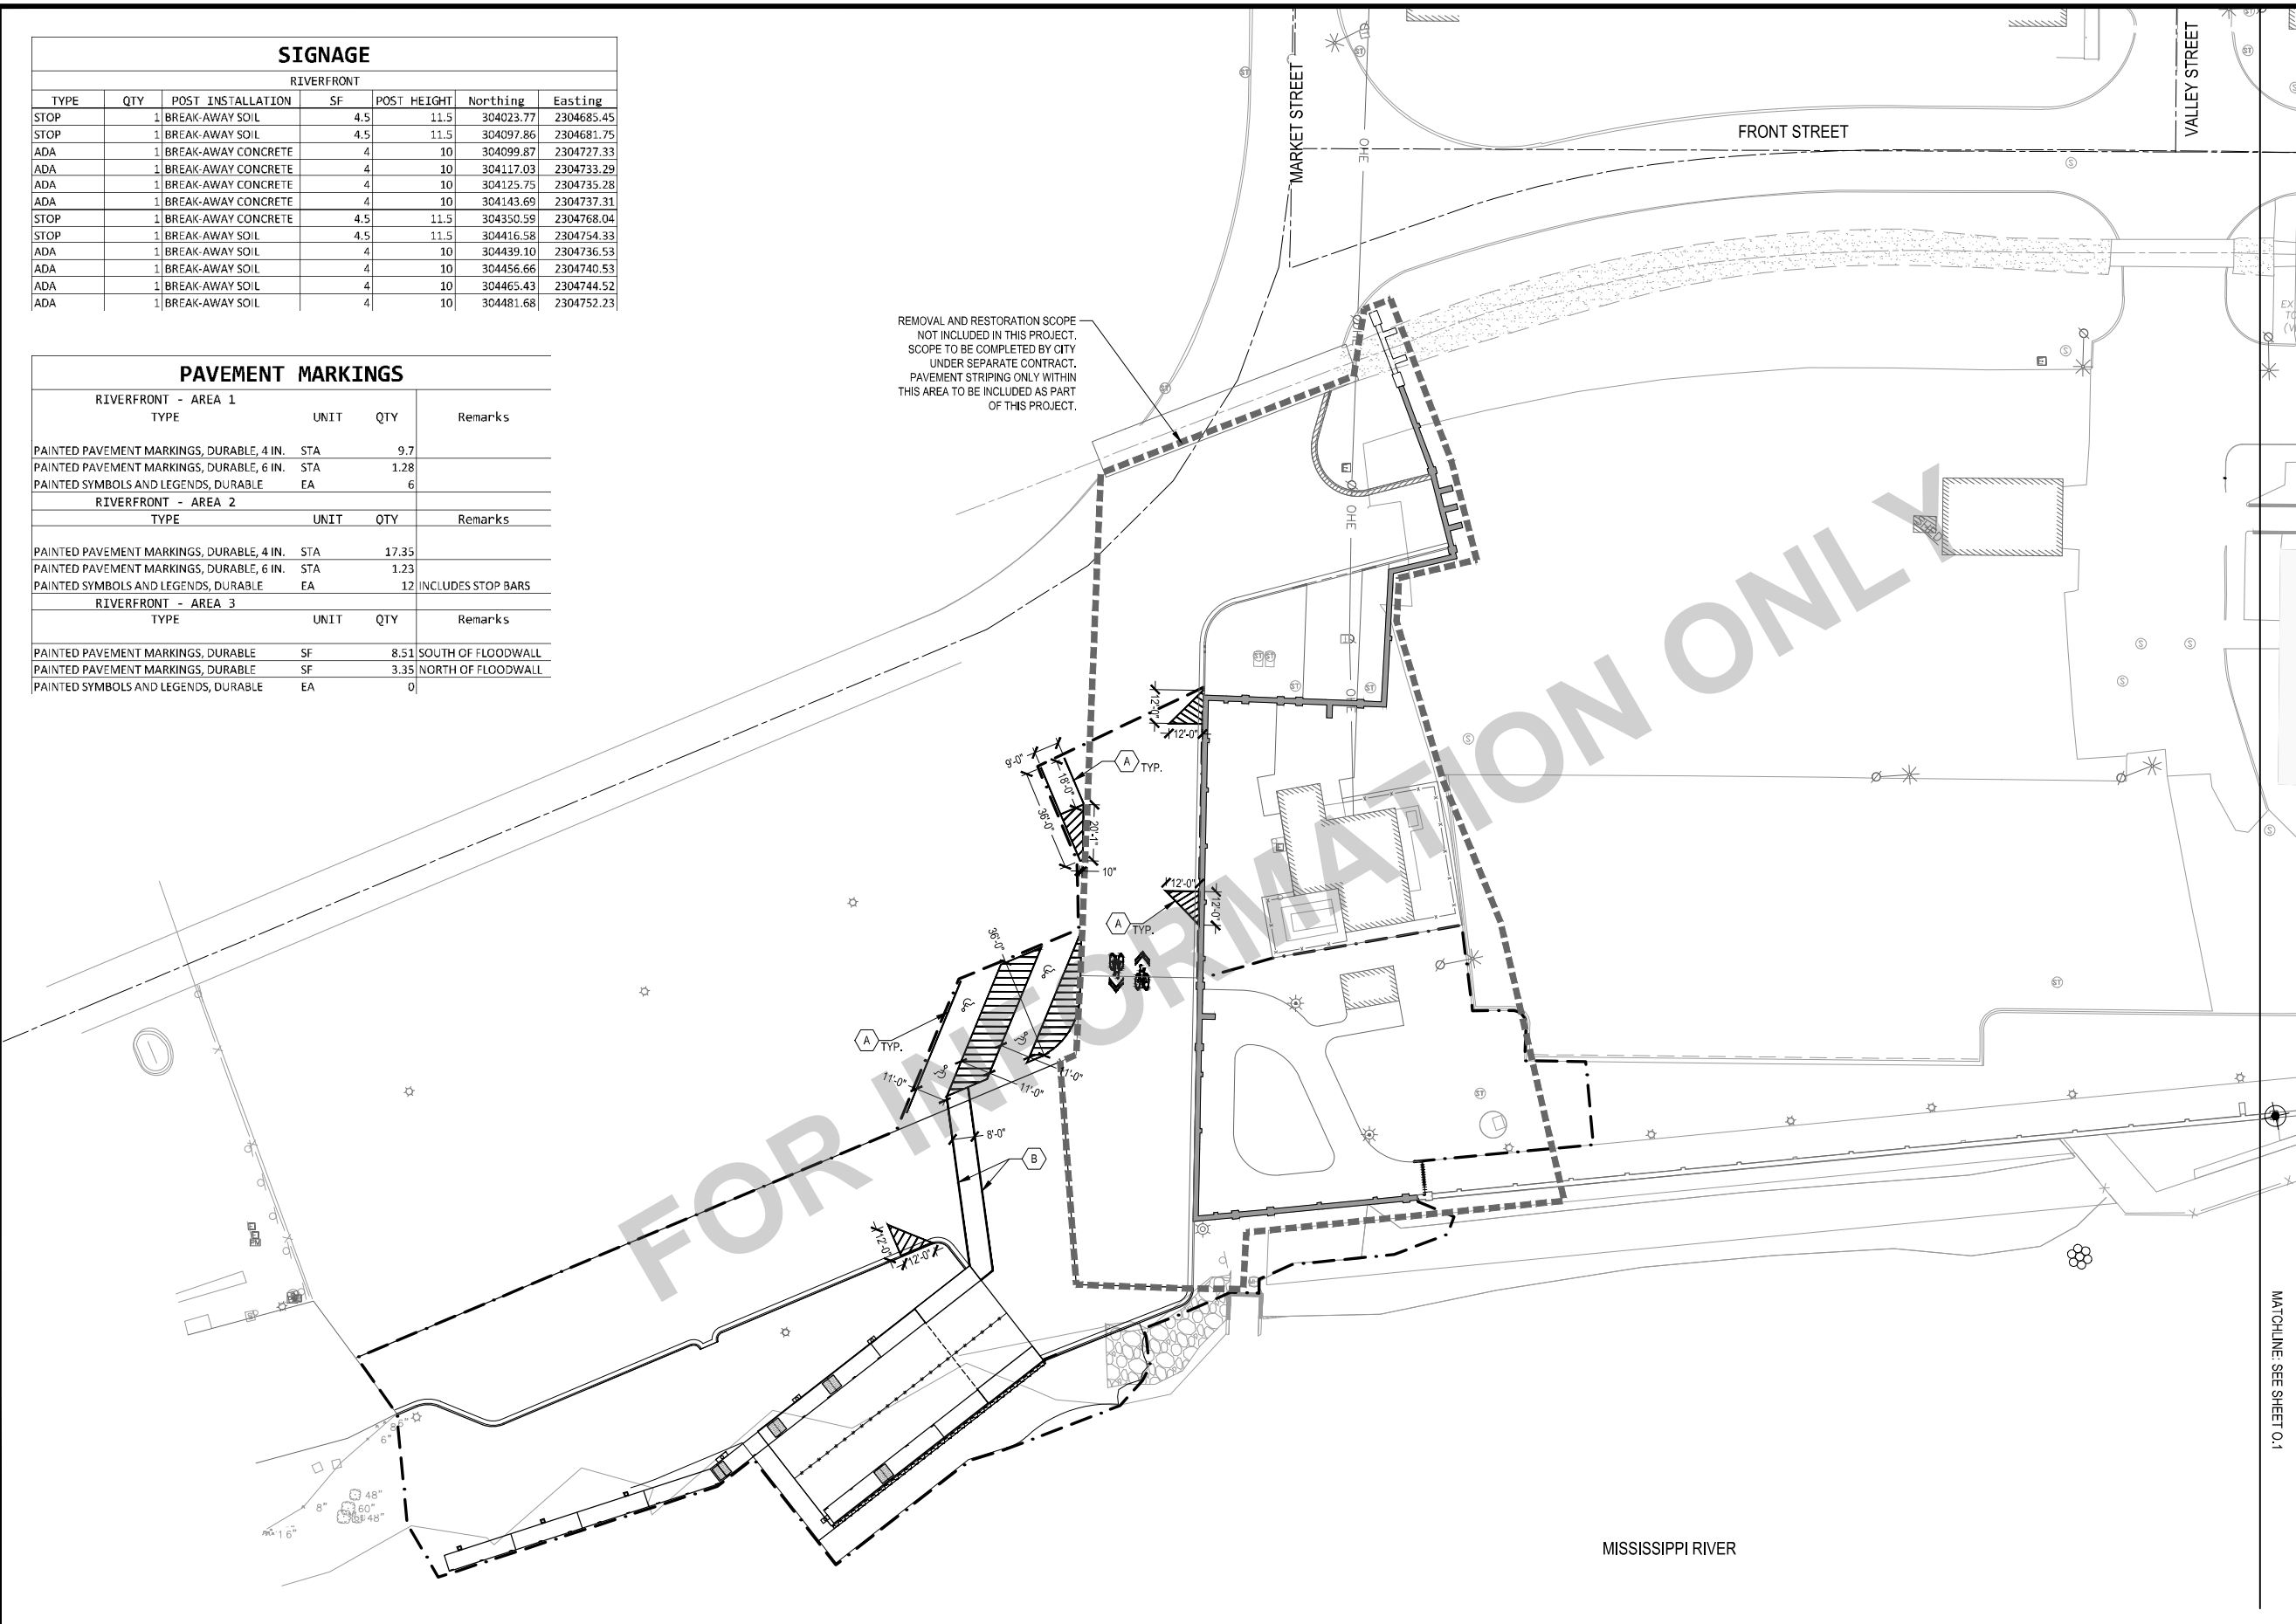 SIGNAGE
RIVERFRONT
TYPE QTY POST INSTALLATION SF POST HEIGHT Northing Easting
STOP 1 BREAK-AWAY SOIL 4.5 11.5 304023.77 2304685.45
STOP 1 BREAK-AWAY SOIL 4.5 11.5 304097.86 2304681.75
ADA 1 BREAK-AWAY CONCRETE 4 10 304099.87 2304727.33
ADA 1 BREAK-AWAY CONCRETE 4 10 304117.03 2304733.29
ADA 1 BREAK-AWAY CONCRETE 4 10 304125.75 2304735.28
ADA 1 BREAK-AWAY CONCRETE 4 10 304143.69 2304737.31
STOP 1 BREAK-AWAY CONCRETE 4.5 11.5 304350.59 2304768.04
STOP 1 BREAK-AWAY SOIL 4.5 11.5 304416.58 2304754.33
ADA 1 BREAK-AWAY SOIL 4 10 304439.10 2304736.53
ADA 1 BREAK-AWAY SOIL 4 10 304456.66 2304740.53
ADA 1 BREAK-AWAY SOIL 4 10 304465.43 2304744.52
ADA 1 BREAK-AWAY SOIL 4 10 304481.68 2304752.23
PAVEMENT MARKINGS
RIVERFRONT - AREA 1
TYPE UNIT QTY Remarks
PAINTED PAVEMENT MARKINGS, DURABLE, 4 IN. STA 9.7
PAINTED PAVEMENT MARKINGS, DURABLE, 6 IN. STA 1.28
PAINTED SYMBOLS AND LEGENDS, DURABLE EA 6
RIVERFRONT - AREA 2
TYPE UNIT QTY Remarks
PAINTED PAVEMENT MARKINGS, DURABLE, 4 IN. STA 17.35
PAINTED PAVEMENT MARKINGS, DURABLE, 6 IN. STA 1.23
PAINTED SYMBOLS AND LEGENDS, DURABLE EA 12 INCLUDES STOP BARS
RIVERFRONT - AREA 3
TYPE UNIT QTY Remarks
PAINTED PAVEMENT MARKINGS, DURABLE SF 8.51 SOUTH OF FLOODWALL
PAINTED PAVEMENT MARKINGS, DURABLE SF 3.35 NORTH OF FLOODWALL
PAINTED SYMBOLS AND LEGENDS, DURABLE EA 0
MARKET STREET
FRONT STREET
VALLEY STREET
OHE
REMOVAL AND RESTORATION SCOPE
NOT INCLUDED IN THIS PROJECT.
SCOPE TO BE COMPLETED BY CITY
UNDER SEPARATE CONTRACT.
PAVEMENT STRIPING ONLY WITHIN
THIS AREA TO BE INCLUDED AS PART
OF THIS PROJECT.
OHE
OHE
12'-0"
12'-0"
9'-0"
18'-0"
36'-0"
20'-1"
10"
A TYP.
12'-0"
12'-0"
A TYP.
36'-0"
A TYP.
11'-0"
11'-0"
11'-0"
8'-0"
B
12'-0"
12'-0"
FOR INFORMATION ONLY
6"
8"
48"
60"
48"
MISSISSIPPI RIVER
MATCHLINE: SEE SHEET O.1